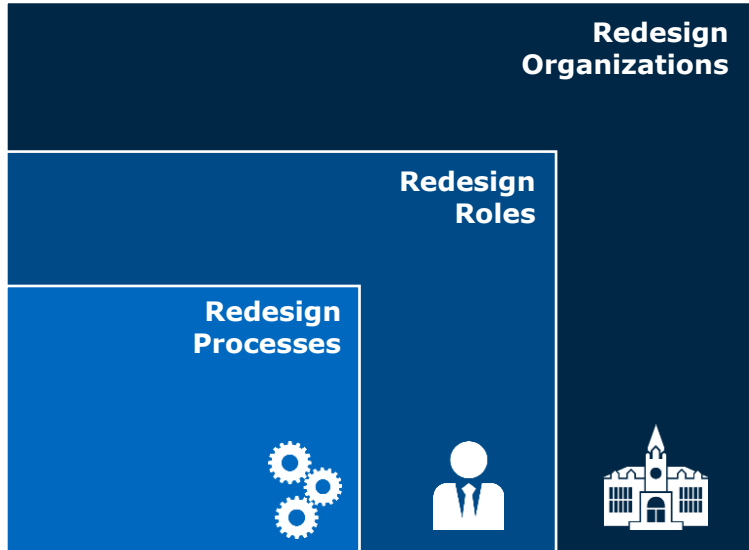 Redesign
Organizations
Redesign
Roles
Redesign
Processes